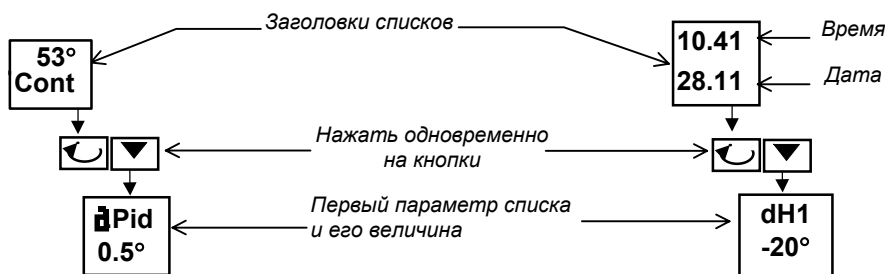 Заголовки списков
53°
Cont
10.41
28.11
Время
Дата
Нажать одновременно
на кнопки
dPid
0.5°
Первый параметр списка
и его величина
dH1
-20°